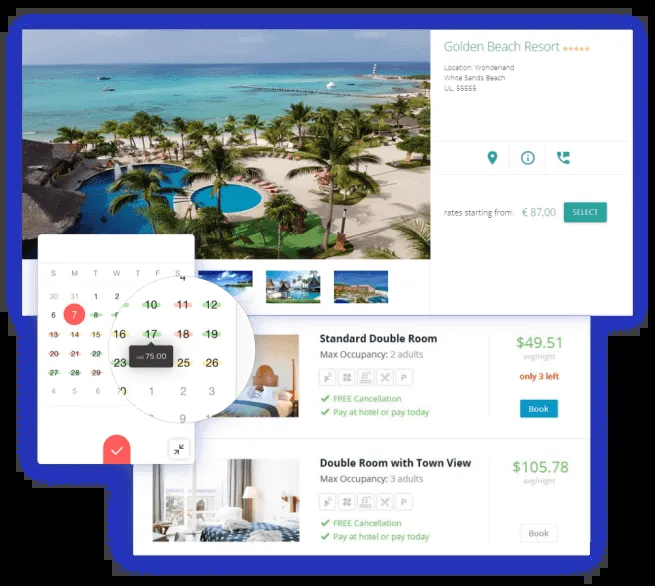 Golden Beach Resort
Location: Wonderland
White Sands Beach
UL, 55555
rates starting from: € 87,00 SELECT
S M T W T F S
30 31 1 2 4
6 7 8 9 10 11 12
13 14 15 16 17 18 19
20 21 22 23 25 26
USD 75.00
27 28 29 30 1 2 3
4 5 6 7 8 9
Standard Double Room
Max Occupancy: 2 adults
P
FREE Cancellation
Pay at hotel or pay today
$49.51
avg/night
only 3 left
Book
Double Room with Town View
Max Occupancy: 3 adults
P
FREE Cancellation
Pay at hotel or pay today
$105.78
avg/night
Book